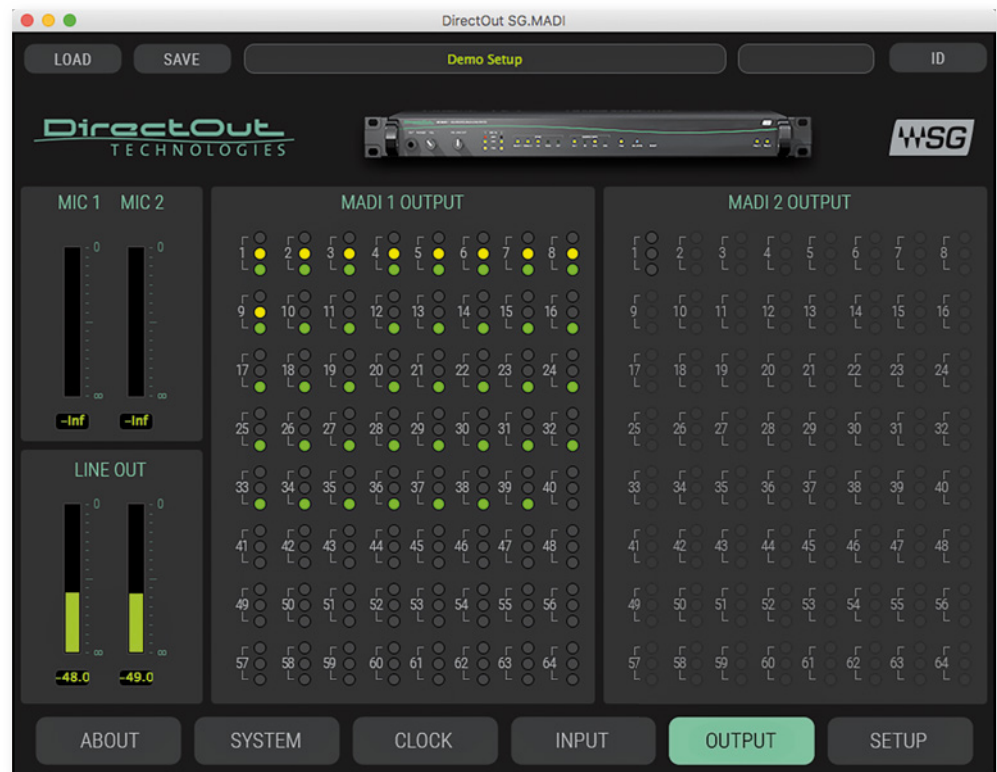 DirectOut SG.MADI
LOAD SAVE Demo Setup ID
DirectOut
TECHNOLOGIES
SG
MIC 1 MIC 2
0 0
∞ ∞
-Inf -Inf
LINE OUT
0 0
∞ ∞
-48.0 -49.0
MADI 1 OUTPUT
1 2 3 4 5 6 7 8
9 10 11 12 13 14 15 16
17 18 19 20 21 22 23 24
25 26 27 28 29 30 31 32
33 34 35 36 37 38 39 40
41 42 43 44 45 46 47 48
49 50 51 52 53 54 55 56
57 58 59 60 61 62 63 64
MADI 2 OUTPUT
1 2 3 4 5 6 7 8
9 10 11 12 13 14 15 16
17 18 19 20 21 22 23 24
25 26 27 28 29 30 31 32
33 34 35 36 37 38 39 40
41 42 43 44 45 46 47 48
49 50 51 52 53 54 55 56
57 58 59 60 61 62 63 64
ABOUT SYSTEM CLOCK INPUT OUTPUT SETUP